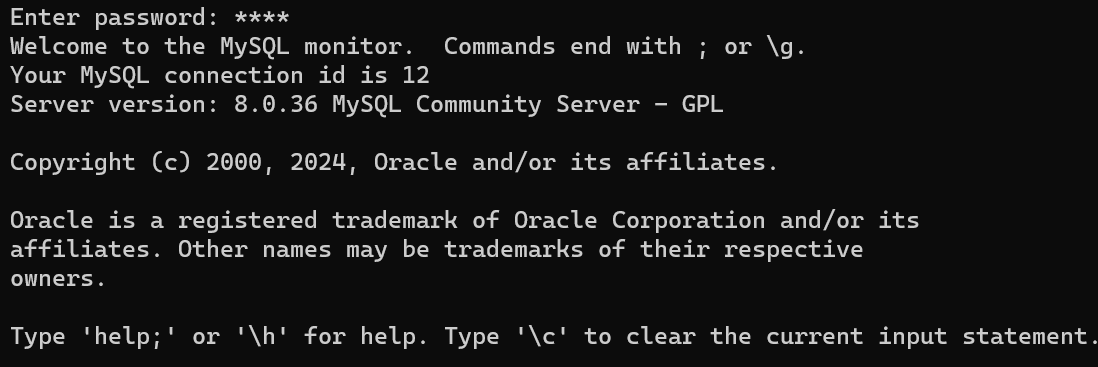 Enter password: ****
Welcome to the MySQL monitor.  Commands end with ; or \g.
Your MySQL connection id is 12
Server version: 8.0.36 MySQL Community Server - GPL
Copyright (c) 2000, 2024, Oracle and/or its affiliates.
Oracle is a registered trademark of Oracle Corporation and/or its
affiliates. Other names may be trademarks of their respective
owners.
Type 'help;' or '\h' for help. Type '\c' to clear the current input statement.